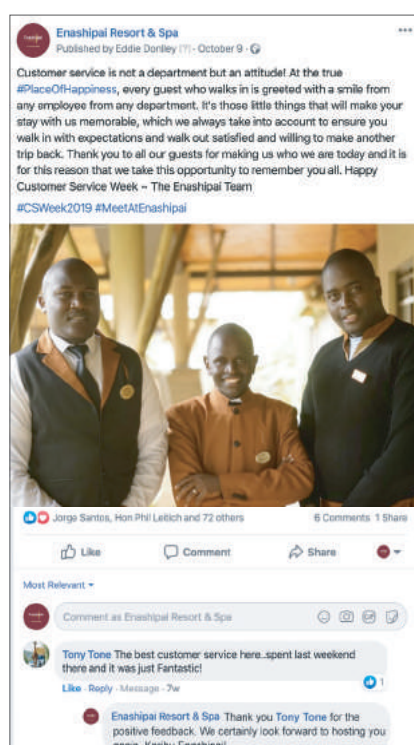 Enashipai Resort & Spa
Published by Eddie Donlley [?] · October 9 ·
Customer service is not a department but an attitude! At the true
#PlaceOfHappiness, every guest who walks in is greeted with a smile from
any employee from any department. It's those little things that will make your
stay with us memorable, which we always take into account to ensure you
walk in with expectations and walk out satisfied and willing to make another
trip back. Thank you to all our guests for making us who we are today and it is
for this reason that we take this opportunity to remember you all. Happy
Customer Service Week ~ The Enashipai Team
#CSWeek2019 #MeetAtEnashipai
Jorge Santos, Hon Phil Leitich and 72 others 6 Comments 1 Share
Like Comment Share
Most Relevant
Comment as Enashipai Resort & Spa GIF
Tony Tone The best customer service here..spent last weekend
there and it was just Fantastic!
1
Like · Reply · Message · 7w
Enashipai Resort & Spa Thank you Tony Tone for the
positive feedback. We certainly look forward to hosting you